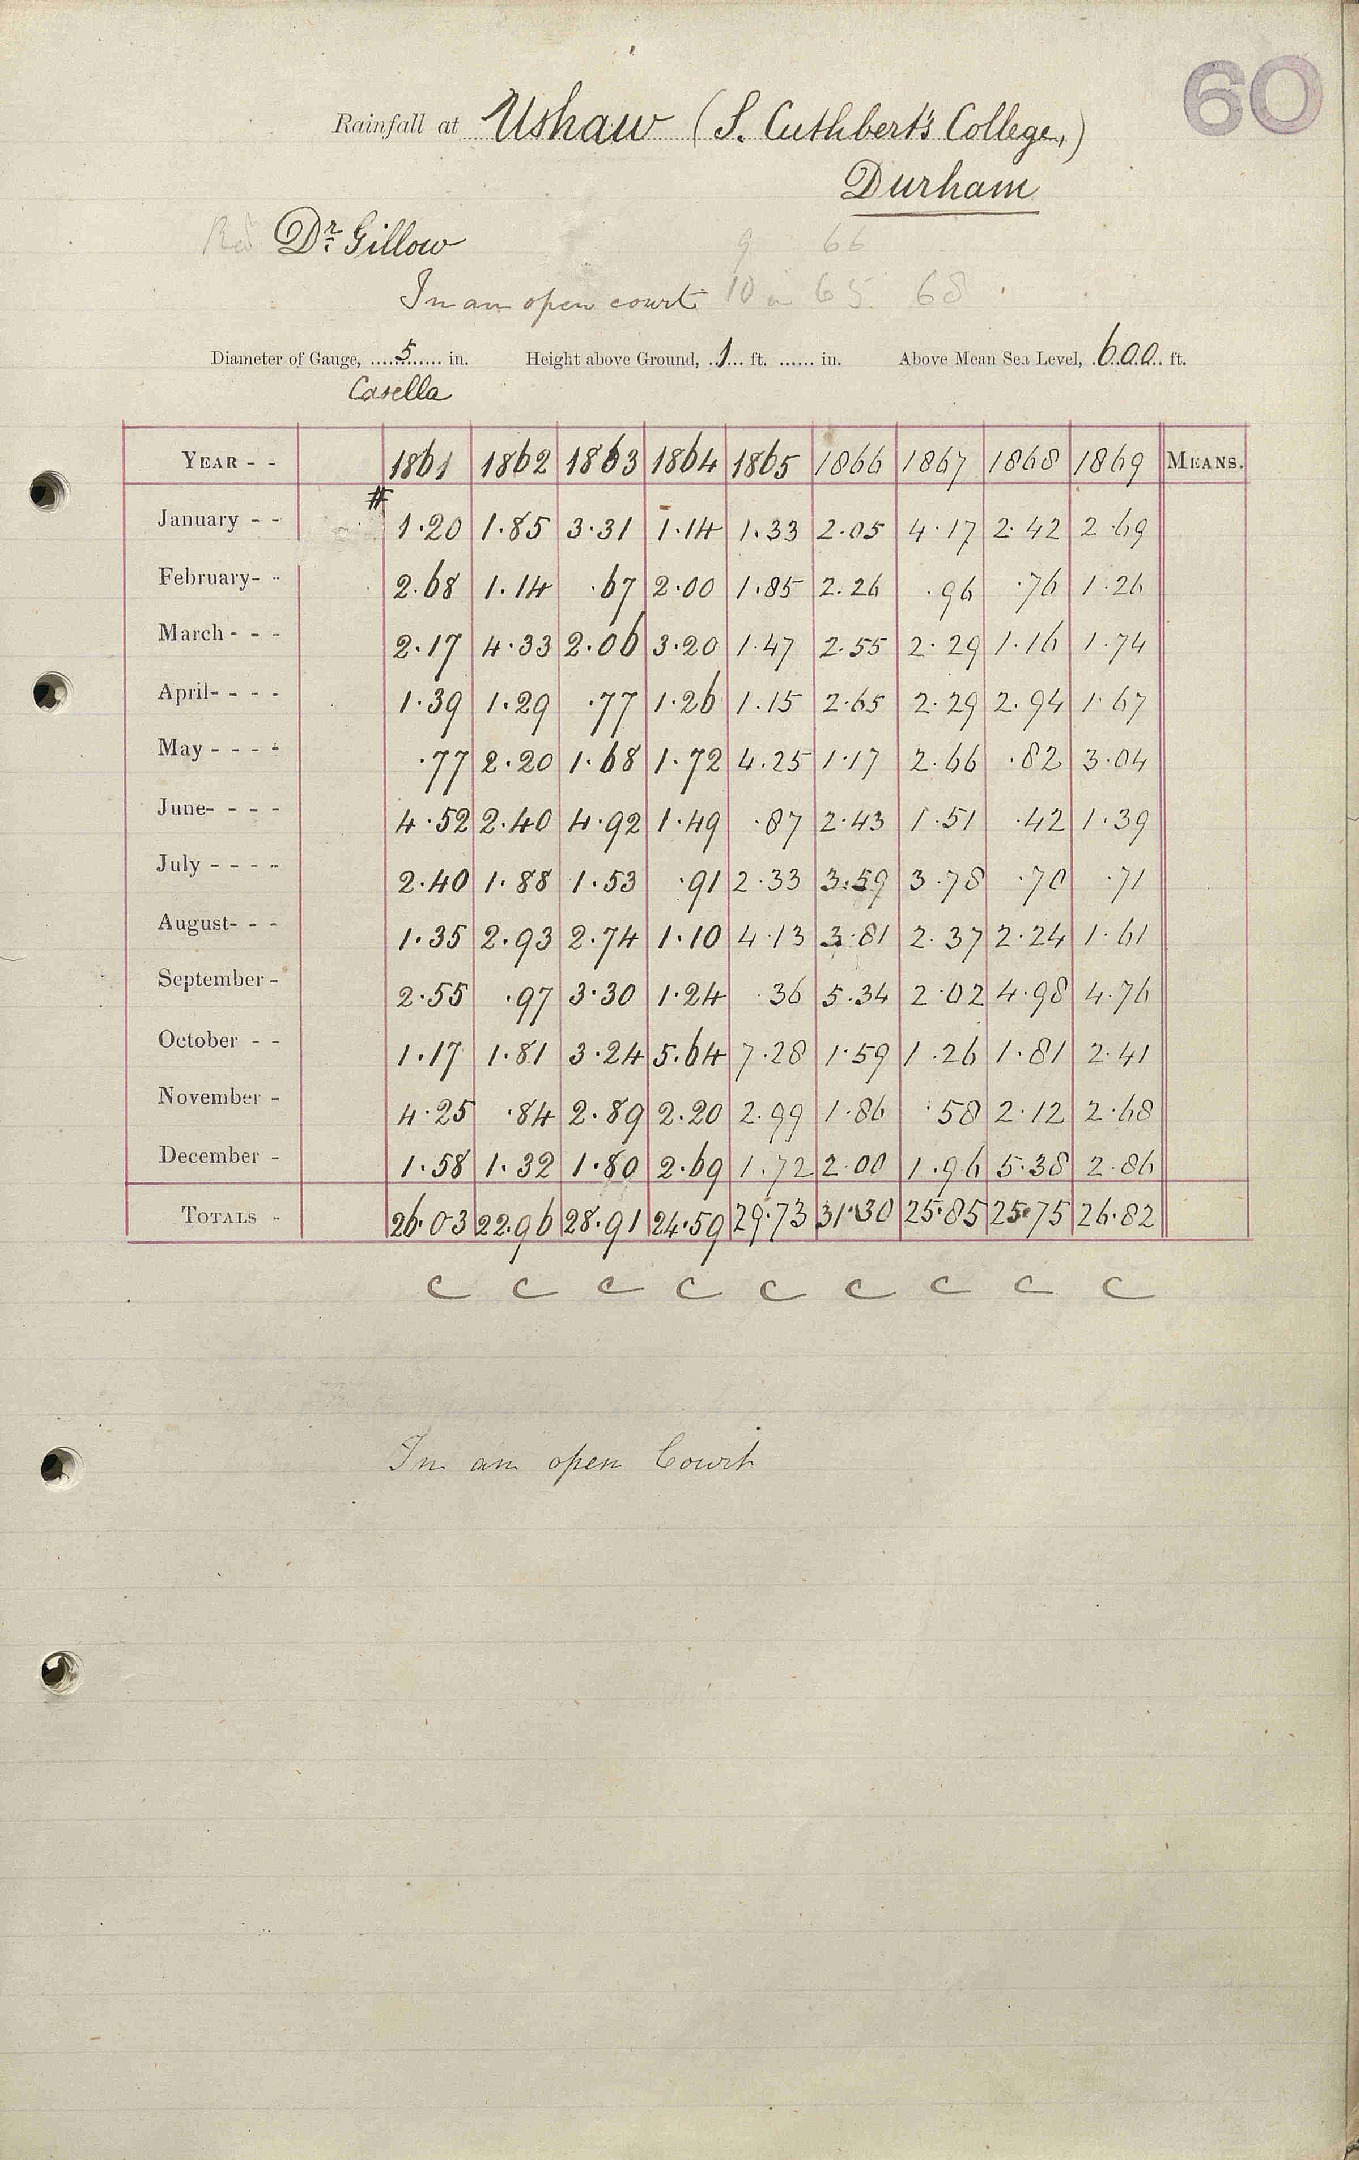 60
Rainfall at Ushaw (S. Cuthbert's College,)
Durham
Dr. Gillow
9 66
In an open court 10 in 65. 68
Diameter of Gauge, 5 in. Height above Ground, 1 ft. in. Above Mean Sea Level, 600 ft.
Casella
YEAR - - 1861 1862 1863 1864 1865 1866 1867 1868 1869 MEANS.
#
January - - 1.20 1.85 3.31 1.14 1.33 2.05 4.17 2.42 2.69
February- - 2.68 1.14 .67 2.00 1.85 2.26 .96 .76 1.26
March - - - 2.17 4.33 2.06 3.20 1.47 2.55 2.29 1.16 1.74
April- - - - 1.39 1.29 .77 1.26 1.15 2.65 2.29 2.94 1.67
May - - - - .77 2.20 1.68 1.72 4.25 1.17 2.66 .82 3.04
June- - - - 4.52 2.40 4.92 1.49 .87 2.43 1.51 .42 1.39
July - - - - 2.40 1.88 1.53 .91 2.33 3.59 3.78 .70 .71
August- - - 1.35 2.93 2.74 1.10 4.13 3.81 2.37 2.24 1.61
September - 2.55 .97 3.30 1.24 .36 5.34 2.02 4.98 4.76
October - - 1.17 1.81 3.24 5.64 7.28 1.59 1.26 1.81 2.41
November - 4.25 .84 2.89 2.20 2.99 1.86 .58 2.12 2.68
December - 1.58 1.32 1.80 2.69 1.72 2.00 1.96 5.38 2.86
TOTALS - 26.03 22.96 28.91 24.59 29.73 31.30 25.85 25.75 26.82
C C C C C C C C C
In an open Court